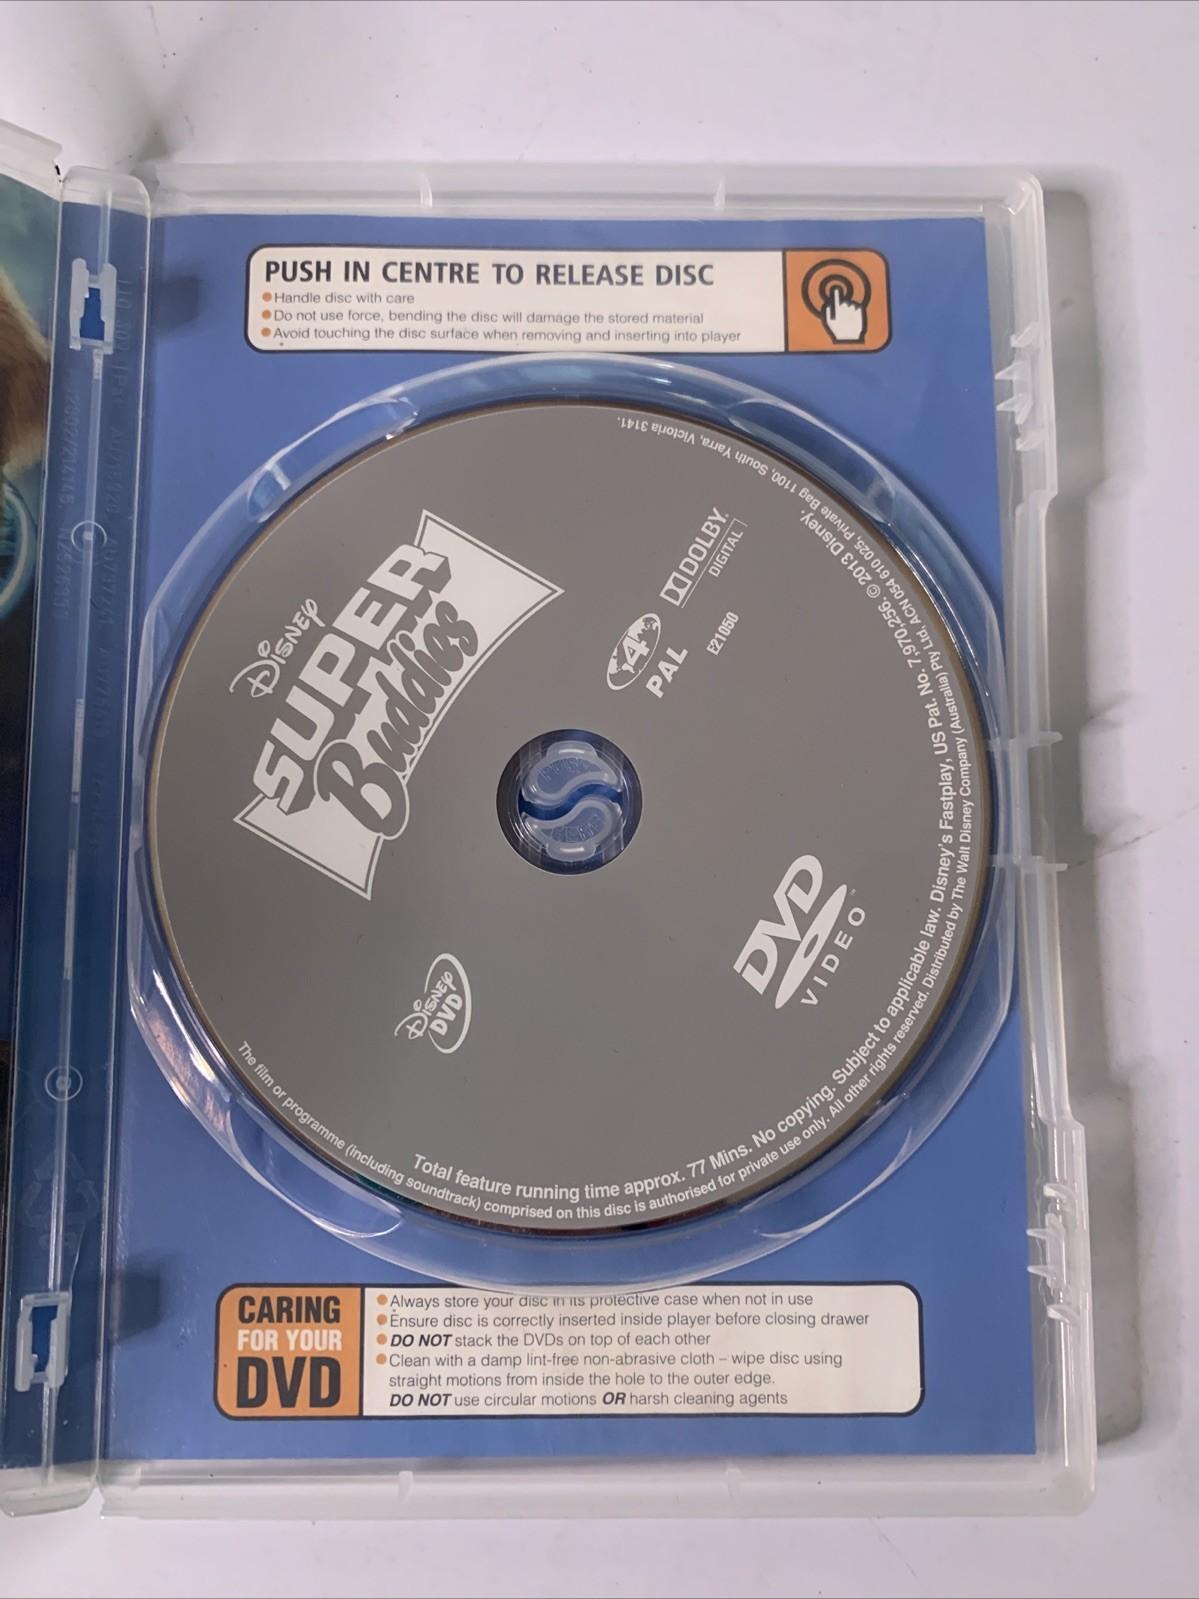 PUSH IN CENTRE TO RELEASE DISC
Handle disc with care
Do not use force, bending the disc will damage the stored material
Avoid touching the disc surface when removing and inserting into player
DISNEY
SUPER
Buddies
DOLBY
DIGITAL
4
PAL
E21050
DVD
VIDEO
™
DISNEY
DVD
Total feature running time approx. 77 Mins. No copying. Subject to applicable law. Disney's Fastplay, US Pat. No. 7,970,256. © 2013 Disney.
The film or programme (including soundtrack) comprised on this disc is authorised for private use only. All other rights reserved. Distributed by The Walt Disney Company (Australia) Pty Ltd, ACN 054 610 025, Private Bag 1100, South Yarra, Victoria 3141.
CARING
FOR YOUR
DVD
Always store your disc in its protective case when not in use
Ensure disc is correctly inserted inside player before closing drawer
DO NOT stack the DVDs on top of each other
Clean with a damp lint-free non-abrasive cloth – wipe disc using
straight motions from inside the hole to the outer edge.
DO NOT use circular motions OR harsh cleaning agents